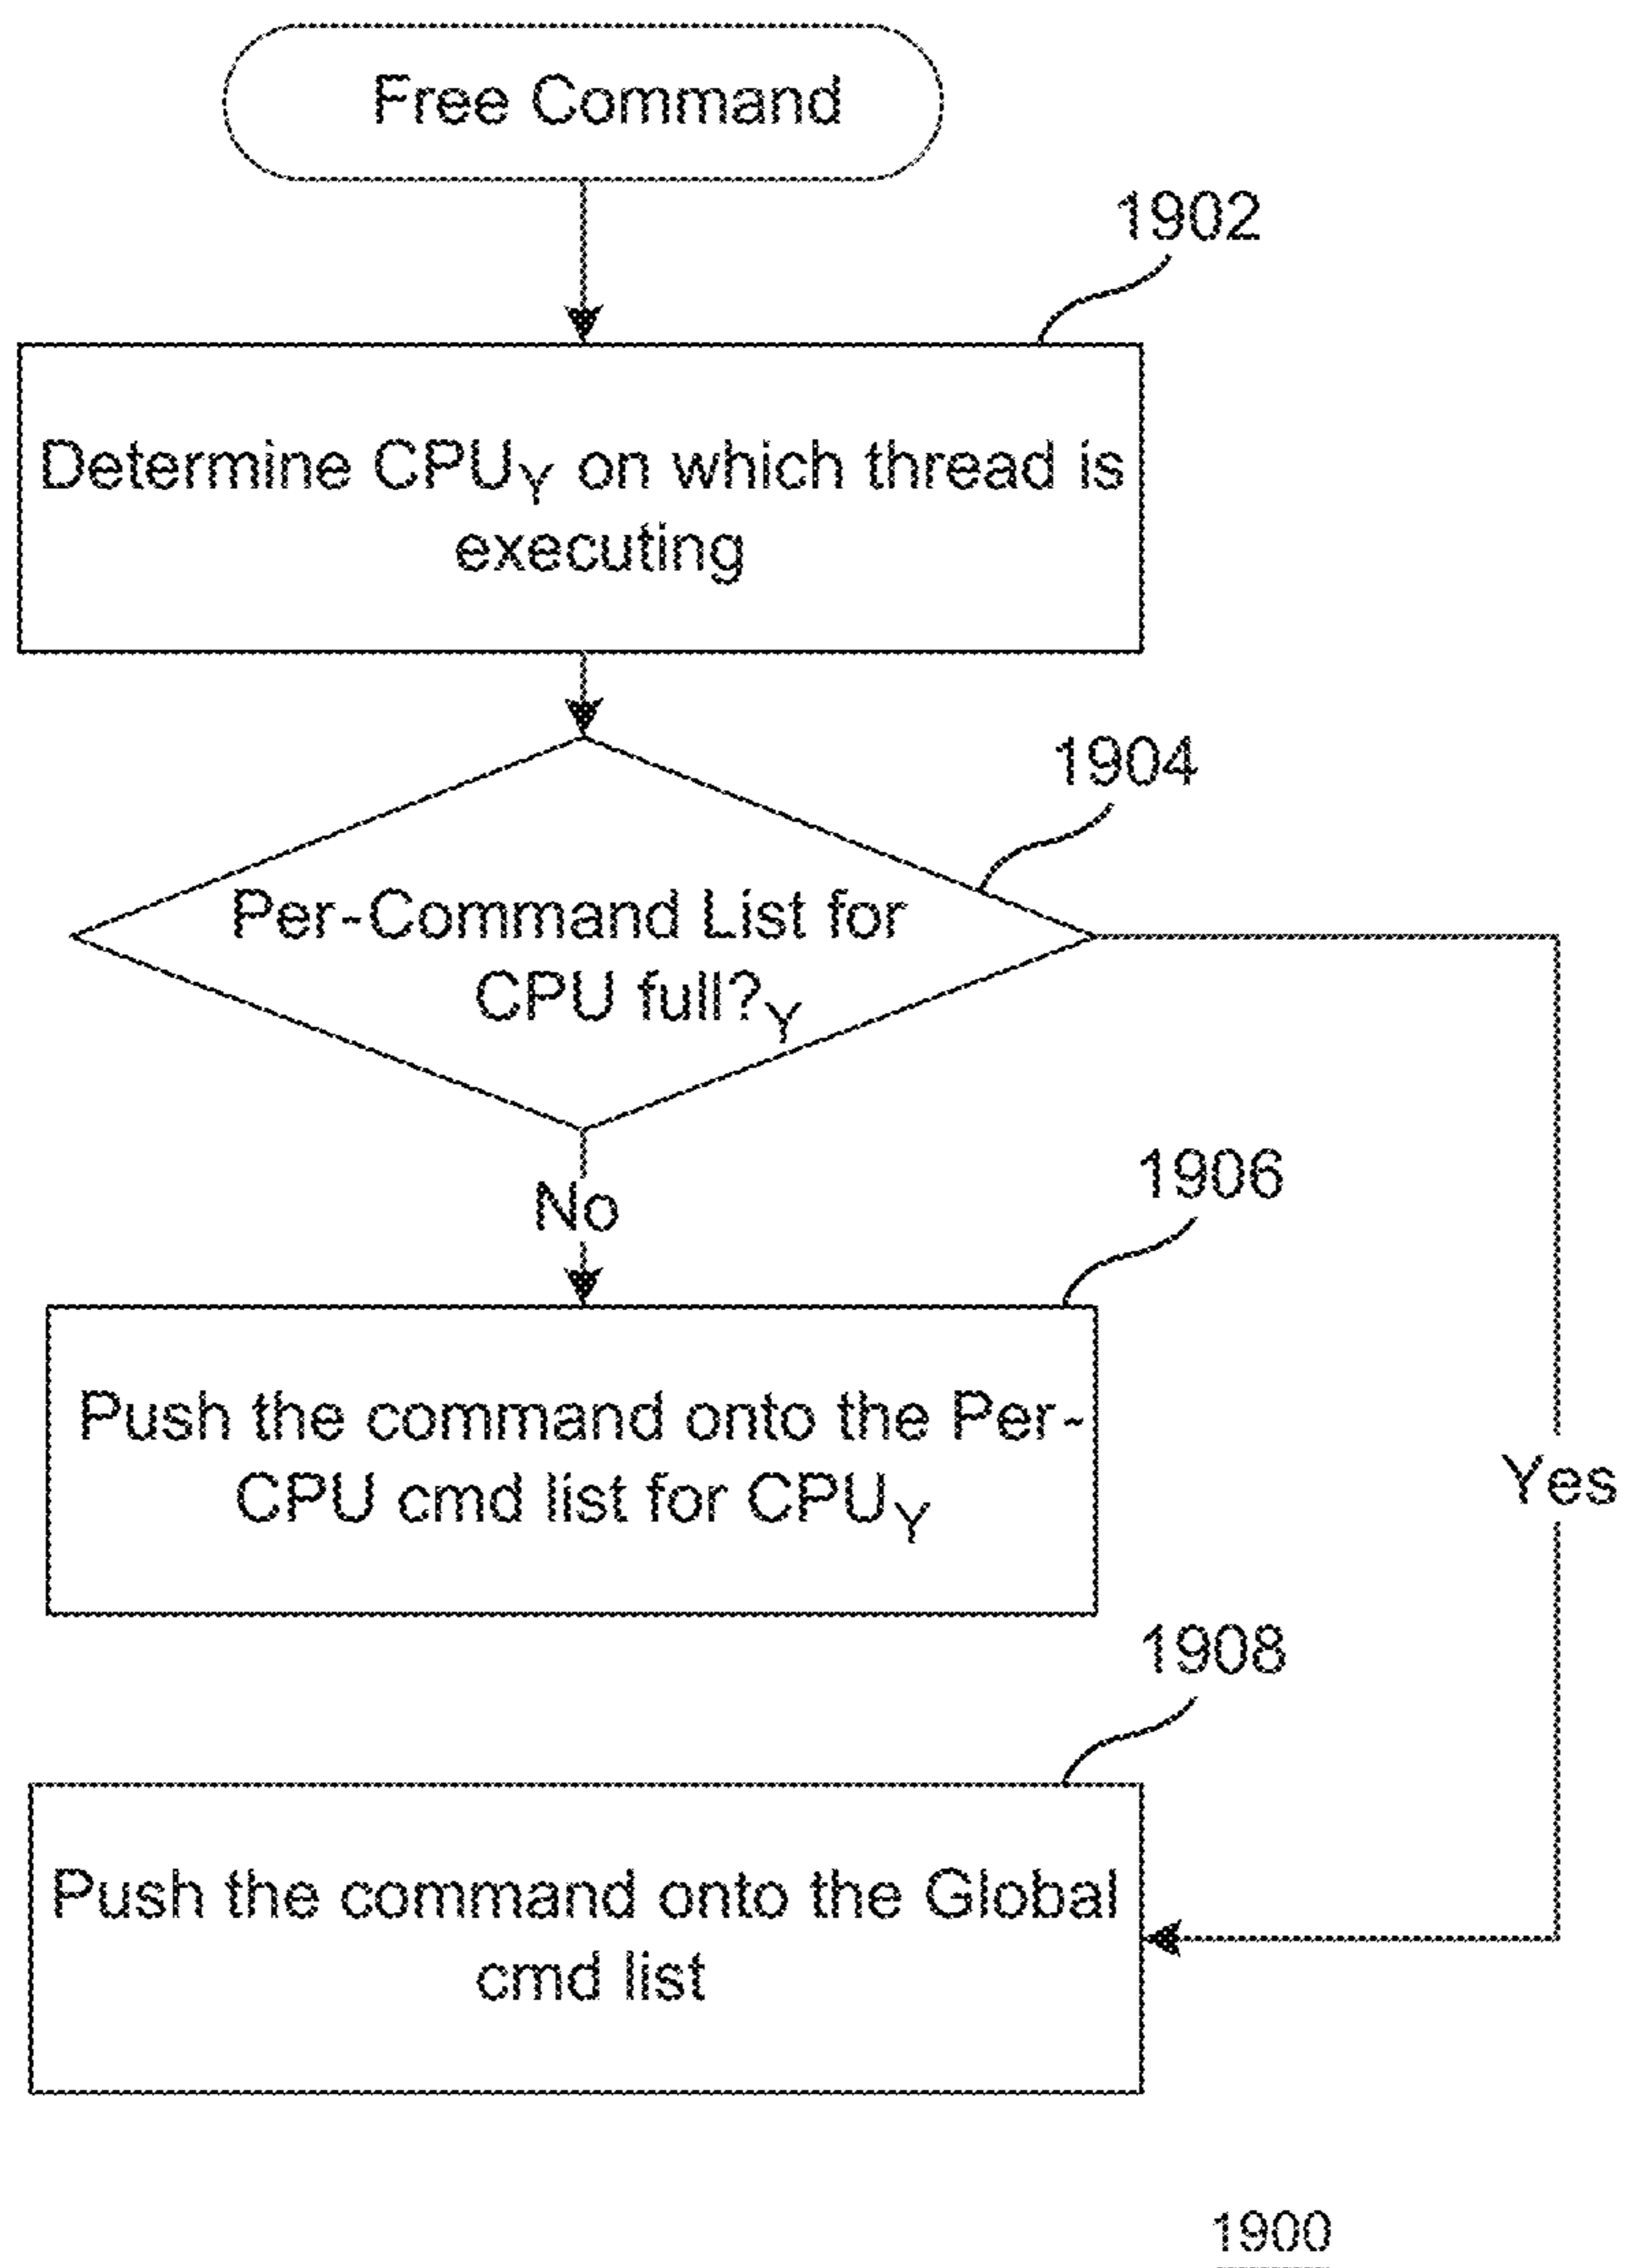 Free Command
1902
Determine CPUY on which thread is
executing
1904
Per-Command List for
CPU full?Y
No
1906
Push the command onto the Per-
CPU cmd list for CPUY
Yes
1908
Push the command onto the Global
cmd list
1900